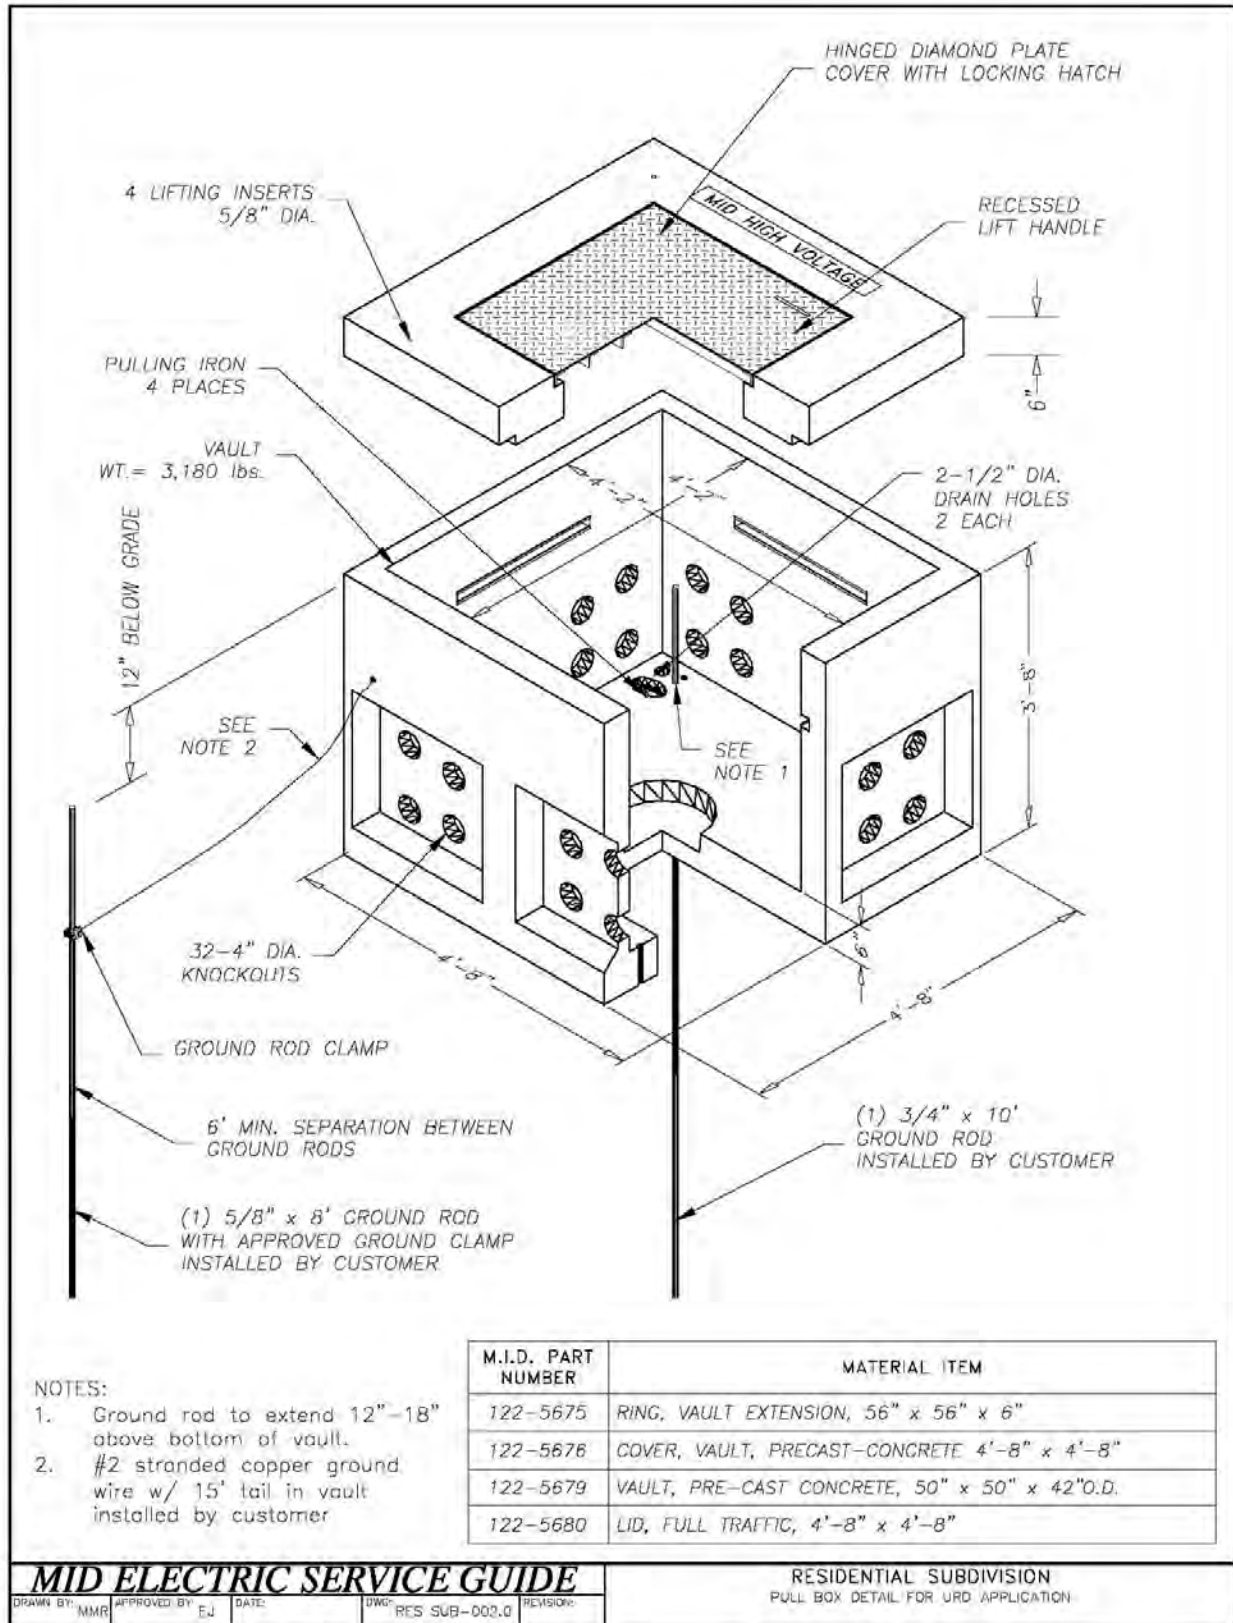 HINGED DIAMOND PLATE
COVER WITH LOCKING HATCH
4 LIFTING INSERTS
5/8" DIA.
MID HIGH VOLTAGE
RECESSED
LIFT HANDLE
6"
PULLING IRON
4 PLACES
VAULT
WT.= 3,180 lbs.
4'-2"
4'-2"
2-1/2" DIA.
DRAIN HOLES
2 EACH
12" BELOW GRADE
3'-8"
SEE
NOTE 2
SEE
NOTE 1
32-4" DIA.
KNOCKOUTS
4'-8"
6"
4'-8"
GROUND ROD CLAMP
6' MIN. SEPARATION BETWEEN
GROUND RODS
(1) 3/4" x 10'
GROUND ROD
INSTALLED BY CUSTOMER
(1) 5/8" x 8' GROUND ROD
WITH APPROVED GROUND CLAMP
INSTALLED BY CUSTOMER
NOTES:
1. Ground rod to extend 12"-18"
above bottom of vault.
2. #2 stranded copper ground
wire w/ 15' tail in vault
installed by customer
M.I.D. PART
NUMBER
MATERIAL ITEM
122-5675 RING, VAULT EXTENSION, 56" x 56" x 6"
122-5676 COVER, VAULT, PRECAST-CONCRETE 4'-8" x 4'-8"
122-5679 VAULT, PRE-CAST CONCRETE, 50" x 50" x 42"O.D.
122-5680 LID, FULL TRAFFIC, 4'-8" x 4'-8"
MID ELECTRIC SERVICE GUIDE
DRAWN BY: MMR APPROVED BY: EJ DATE: DWG: RES SUB-002.0 REVISION:
RESIDENTIAL SUBDIVISION
PULL BOX DETAIL FOR URD APPLICATION